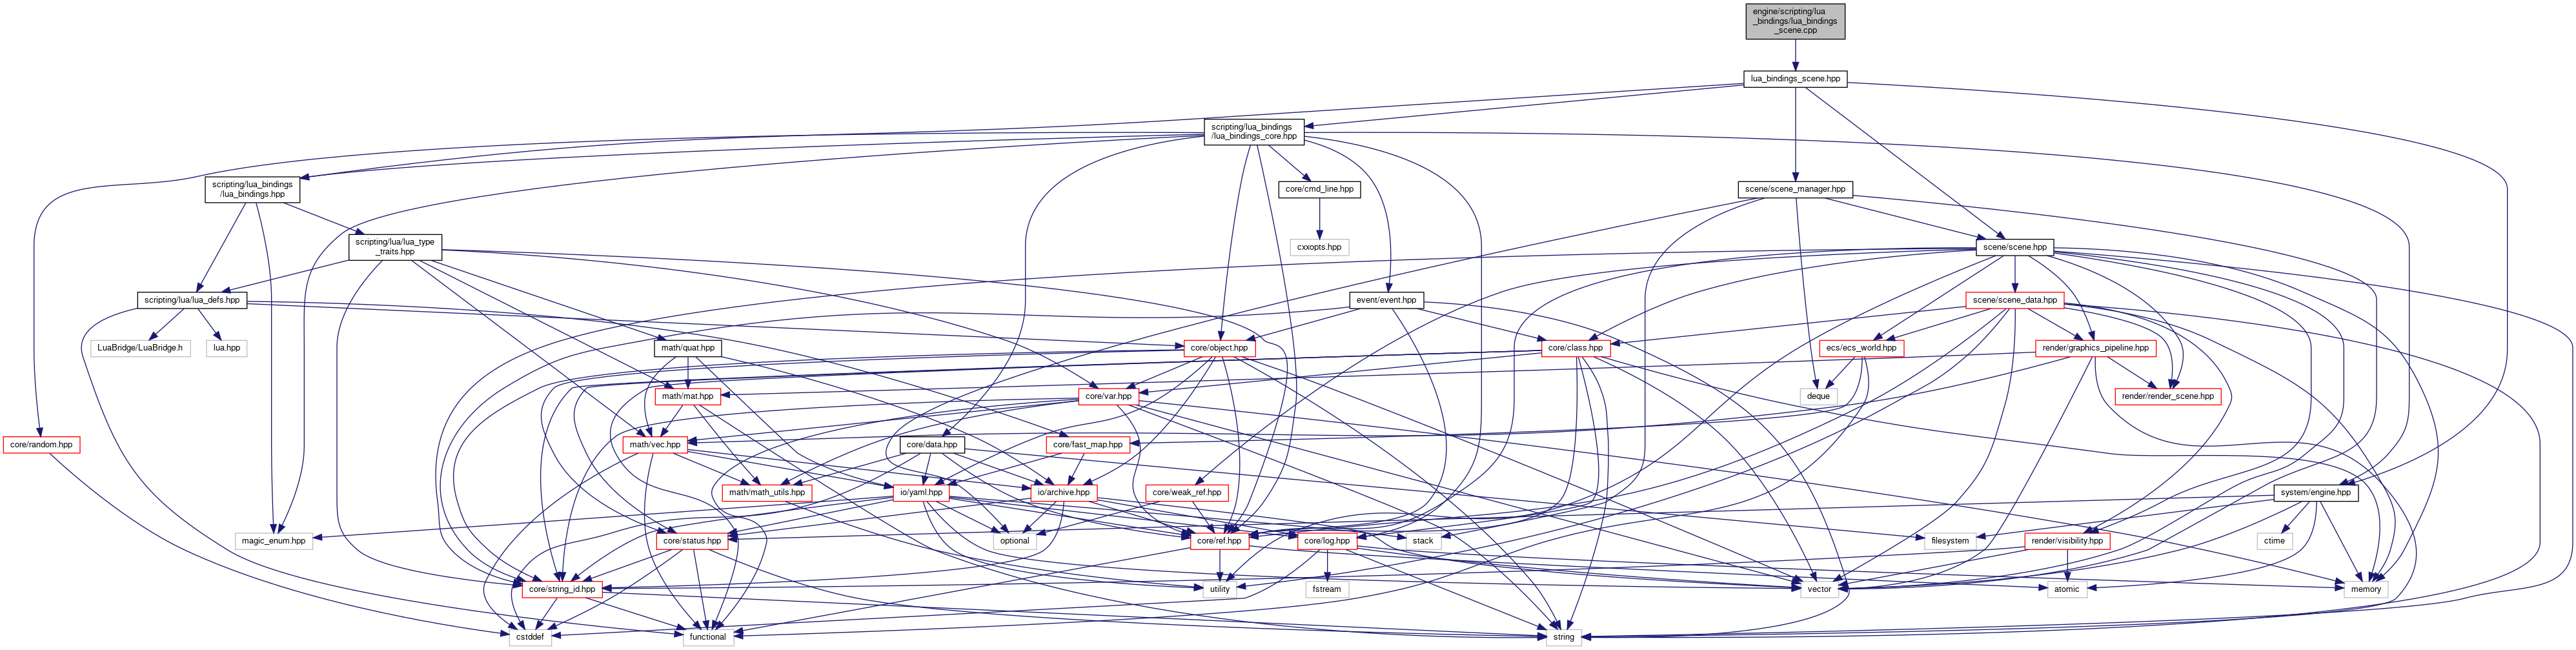 engine/scripting/lua
_bindings/lua_bindings
_scene.cpp
lua_bindings_scene.hpp
scripting/lua_bindings
/lua_bindings_core.hpp
scripting/lua_bindings
/lua_bindings.hpp
core/cmd_line.hpp
scene/scene_manager.hpp
scripting/lua/lua_type
_traits.hpp
cxxopts.hpp
scene/scene.hpp
scripting/lua/lua_defs.hpp
event/event.hpp
scene/scene_data.hpp
LuaBridge/LuaBridge.h
lua.hpp
math/quat.hpp
core/object.hpp
core/class.hpp
ecs/ecs_world.hpp
render/graphics_pipeline.hpp
math/mat.hpp
core/var.hpp
deque
render/render_scene.hpp
core/random.hpp
math/vec.hpp
core/data.hpp
core/fast_map.hpp
math/math_utils.hpp
io/yaml.hpp
io/archive.hpp
core/weak_ref.hpp
system/engine.hpp
magic_enum.hpp
core/status.hpp
optional
core/ref.hpp
core/log.hpp
stack
filesystem
render/visibility.hpp
ctime
core/string_id.hpp
utility
fstream
vector
atomic
memory
cstddef
functional
string